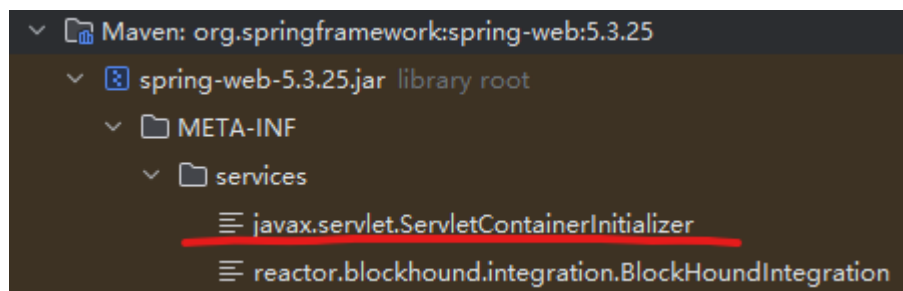 Maven: org.springframework:spring-web:5.3.25
spring-web-5.3.25.jar library root
META-INF
services
javax.servlet.ServletContainerInitializer
reactor.blockhound.integration.BlockHoundIntegration